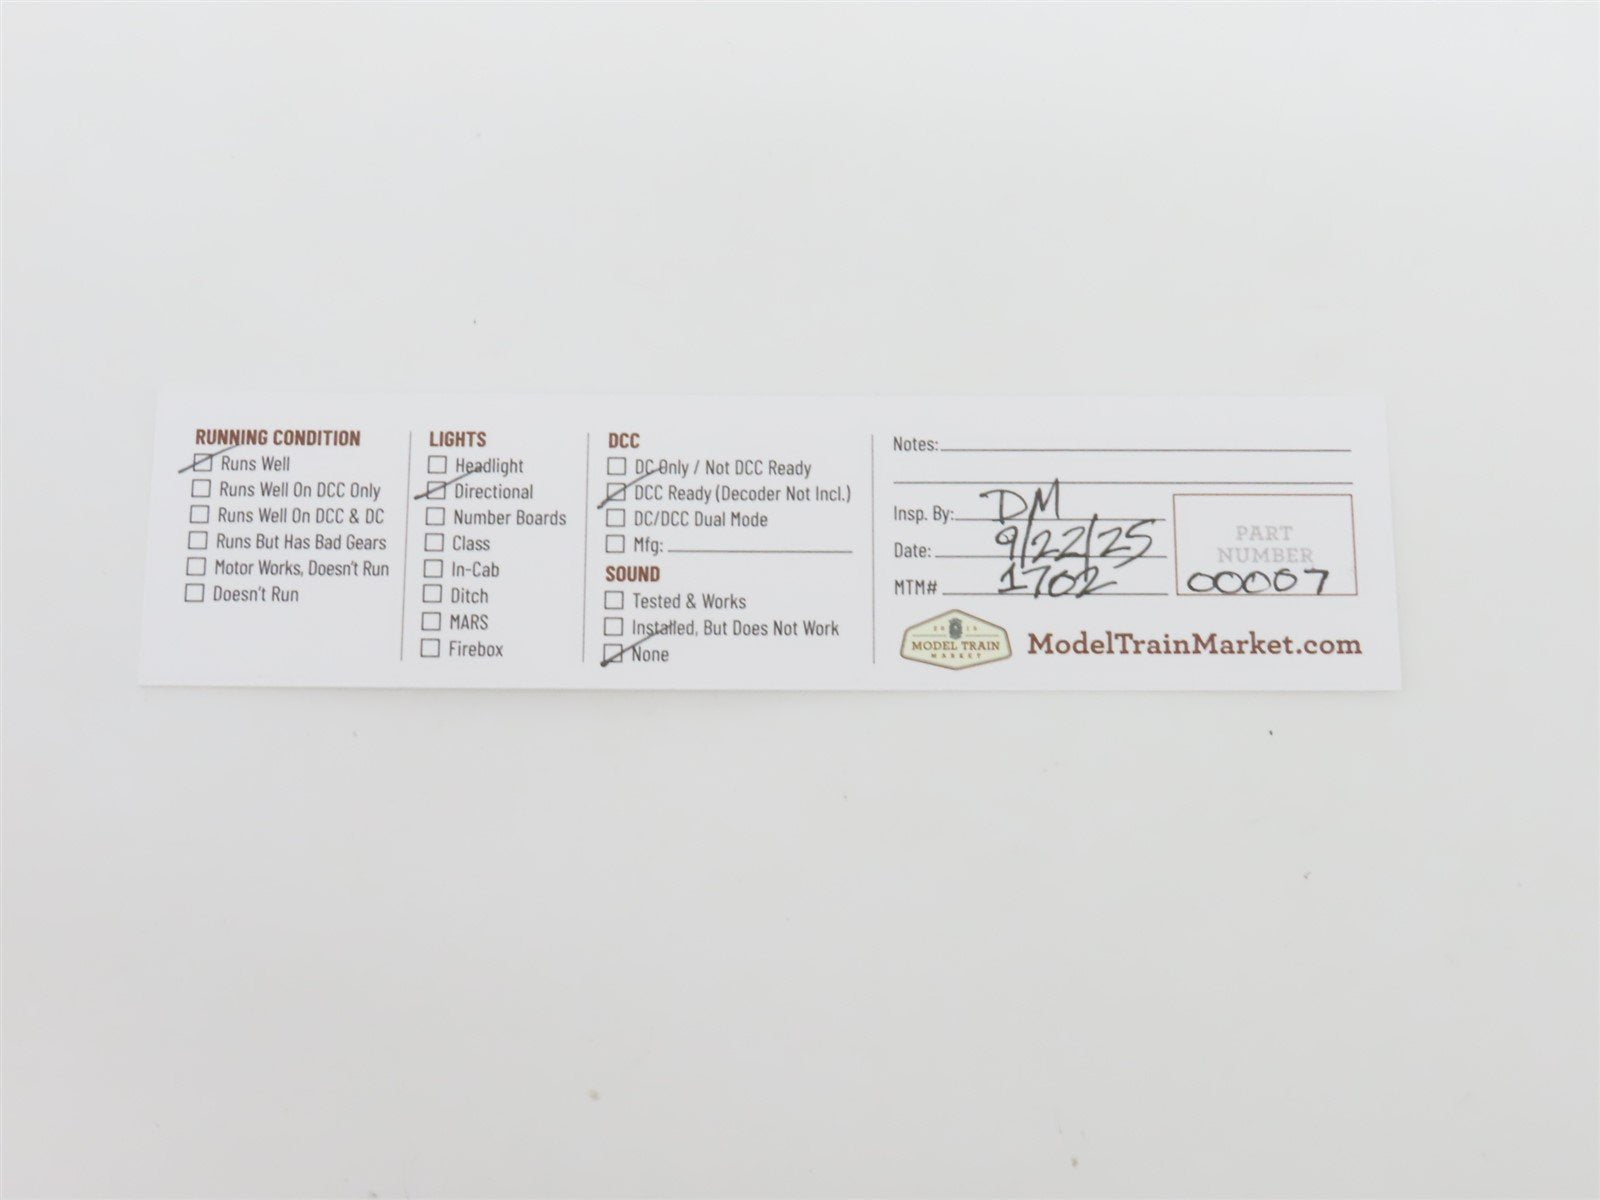 RUNNING CONDITION
Runs Well
Runs Well On DCC Only
Runs Well On DCC & DC
Runs But Has Bad Gears
Motor Works, Doesn't Run
Doesn't Run
LIGHTS
Headlight
Directional
Number Boards
Class
In-Cab
Ditch
MARS
Firebox
DCC
DC Only / Not DCC Ready
DCC Ready (Decoder Not Incl.)
DC/DCC Dual Mode
Mfg:
SOUND
Tested & Works
Installed, But Does Not Work
None
Notes:
Insp. By: DM
Date: 9/22/25
MTM# 1702
PART
NUMBER
00007
MODEL TRAIN
MARKET
ModelTrainMarket.com